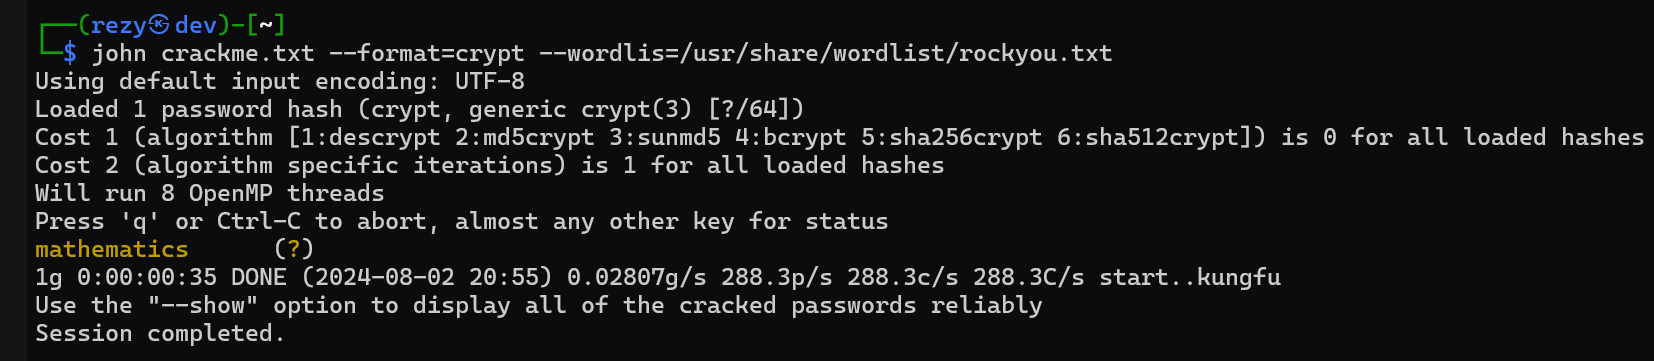 ┌──(rezy㉿dev)-[~]
└─$ john crackme.txt --format=crypt --wordlis=/usr/share/wordlist/rockyou.txt
Using default input encoding: UTF-8
Loaded 1 password hash (crypt, generic crypt(3) [?/64])
Cost 1 (algorithm [1:descrypt 2:md5crypt 3:sunmd5 4:bcrypt 5:sha256crypt 6:sha512crypt]) is 0 for all loaded hashes
Cost 2 (algorithm specific iterations) is 1 for all loaded hashes
Will run 8 OpenMP threads
Press 'q' or Ctrl-C to abort, almost any other key for status
mathematics      (?)
1g 0:00:00:35 DONE (2024-08-02 20:55) 0.02807g/s 288.3p/s 288.3c/s 288.3C/s start..kungfu
Use the "--show" option to display all of the cracked passwords reliably
Session completed.